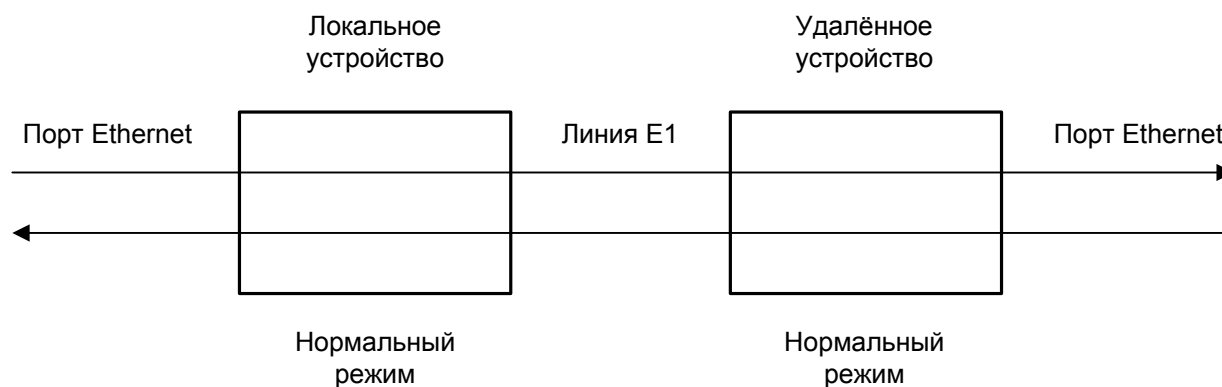 Локальное
устройство
Удалённое
устройство
Порт Ethernet
Линия E1
Порт Ethernet
Нормальный
режим
Нормальный
режим